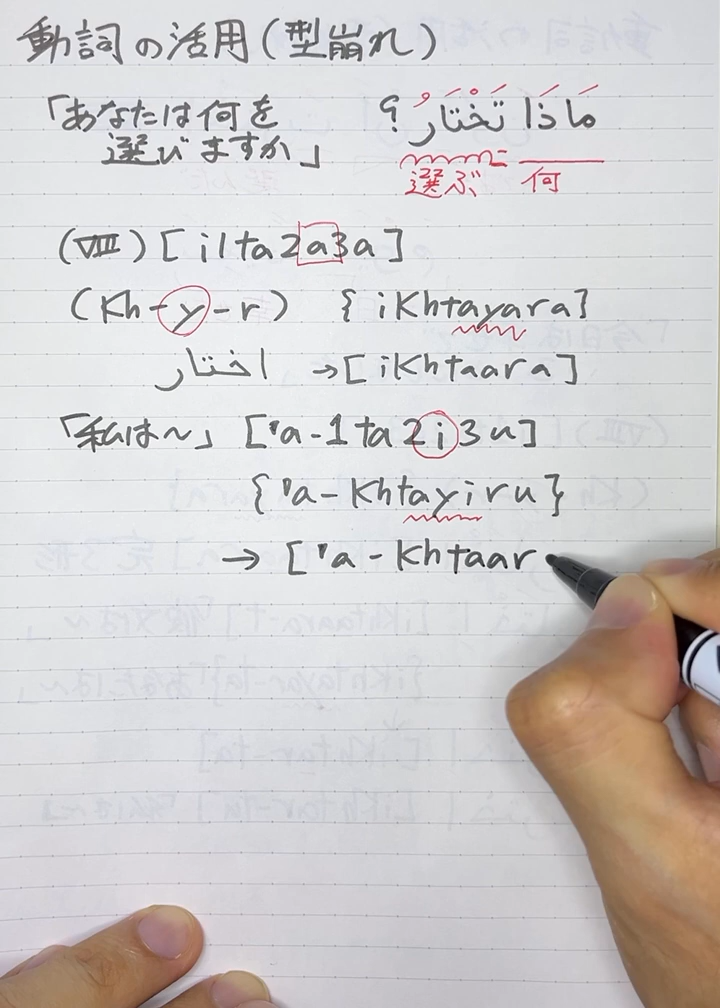 動詞の活用(型崩れ)
「あなたは何を
選びますか」
ماذا تختار؟
選ぶ 何
(VIII) [i1ta2a3a]
(Kh-y-r) {iKhtayara}
اختار → [iKhtaara]
「私は〜」 ['a-1ta2i3u]
{'a-Khtayiru}
→ ['a-Khtaar